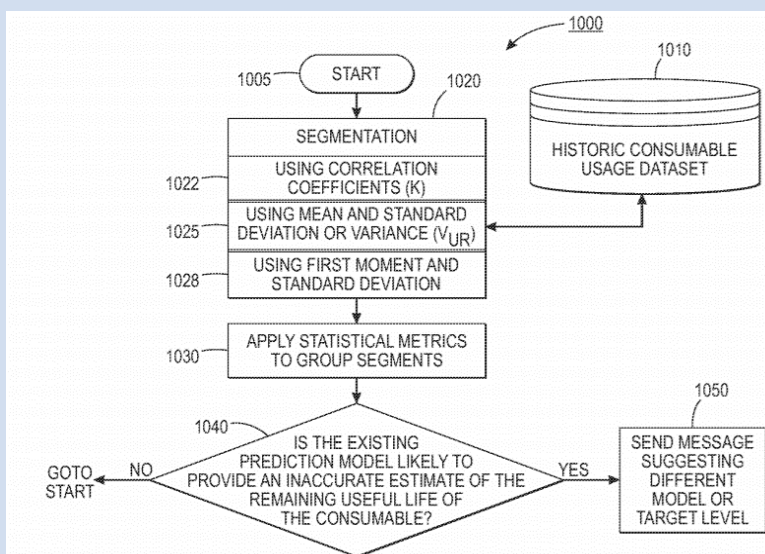 1000
START
1005
1010
1020
SEGMENTATION
HISTORIC CONSUMABLE
USAGE DATASET
1022
USING CORRELATION
COEFFICIENTS (K)
1025
USING MEAN AND STANDARD
DEVIATION OR VARIANCE (VUR)
1028
USING FIRST MOMENT AND
STANDARD DEVIATION
1030
APPLY STATISTICAL METRICS
TO GROUP SEGMENTS
1040
IS THE EXISTING
PREDICTION MODEL LIKELY TO
PROVIDE AN INACCURATE ESTIMATE OF THE
REMAINING USEFUL LIFE OF
THE CONSUMABLE?
NO
GOTO
START
YES
1050
SEND MESSAGE
SUGGESTING
DIFFERENT
MODEL OR
TARGET LEVEL